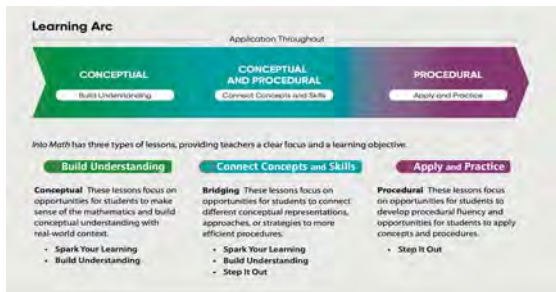 Learning Arc
Application Throughout
CONCEPTUAL
Build Understanding
CONCEPTUAL
AND PROCEDURAL
Connect Concepts and Skills
PROCEDURAL
Apply and Practice
Into Math has three types of lessons, providing teachers a clear focus and a learning objective.
Build Understanding
Conceptual These lessons focus on
opportunities for students to make
sense of the mathematics and build
conceptual understanding with
real-world context.
• Spark Your Learning
• Build Understanding
Connect Concepts and Skills
Bridging These lessons focus on
opportunities for students to connect
different conceptual representations,
approaches, or strategies to more
efficient procedures.
• Spark Your Learning
• Build Understanding
• Step It Out
Apply and Practice
Procedural These lessons focus
on opportunities for students to
develop procedural fluency and
opportunities for students to apply
concepts and procedures.
• Step It Out